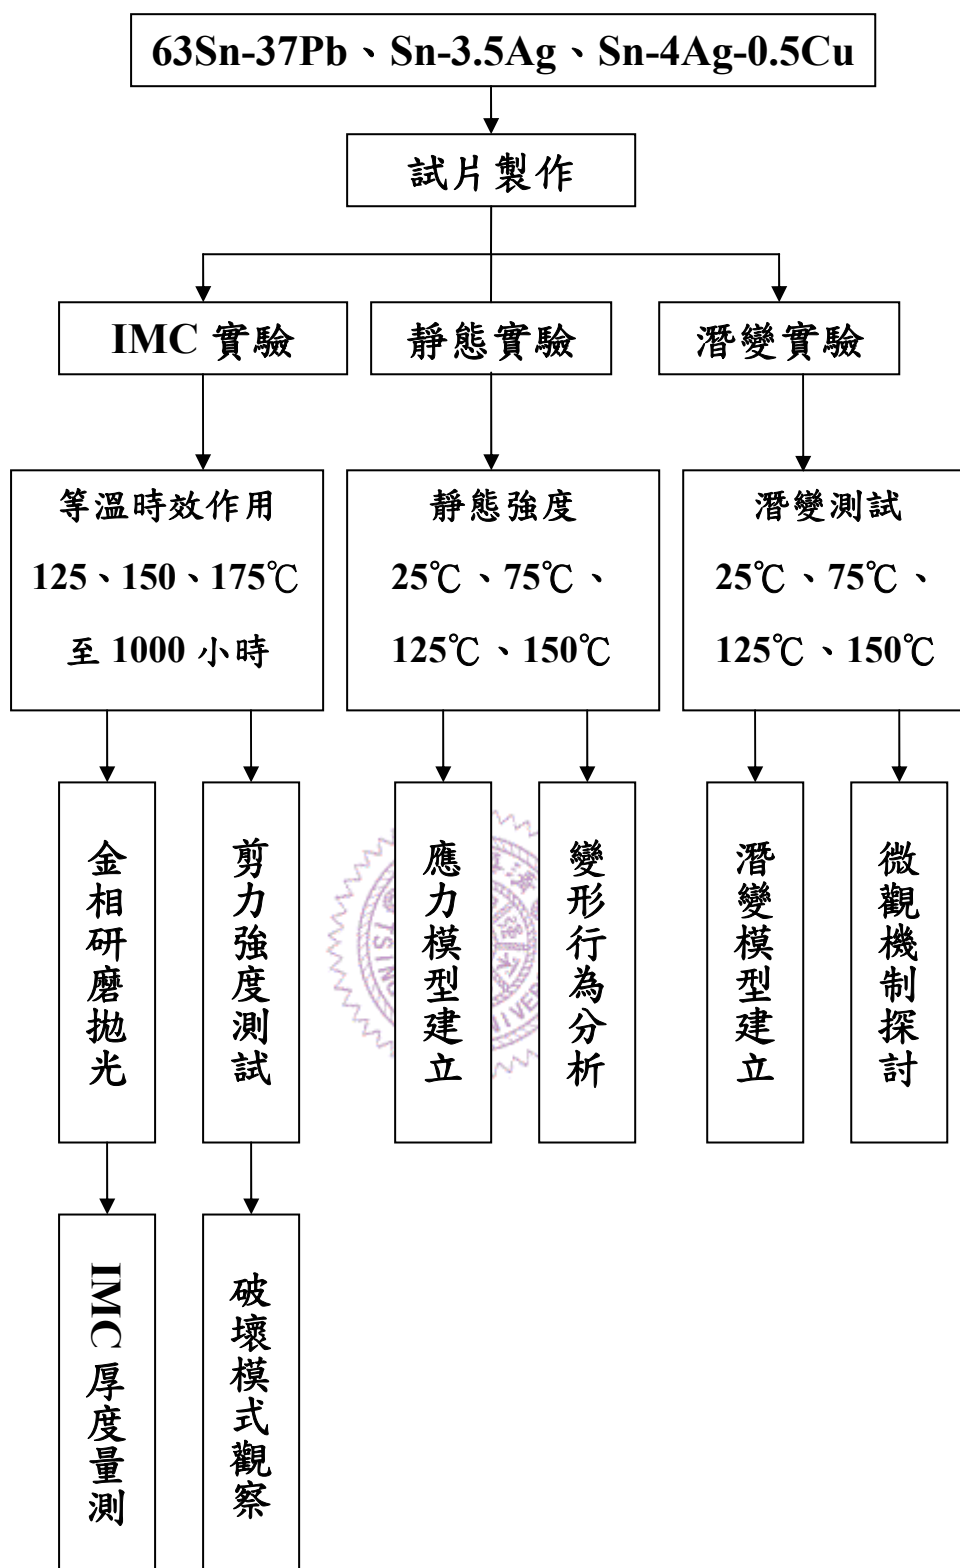 63Sn-37Pb、Sn-3.5Ag、Sn-4Ag-0.5Cu
試片製作
IMC 實驗
靜態實驗
潛變實驗
等溫時效作用
125、150、175℃
至 1000 小時
靜態強度
25℃、75℃、
125℃、150℃
潛變測試
25℃、75℃、
125℃、150℃
金相研磨拋光
剪力強度測試
應力模型建立
變形行為分析
潛變模型建立
微觀機制探討
IMC 厚度量測
破壞模式觀察